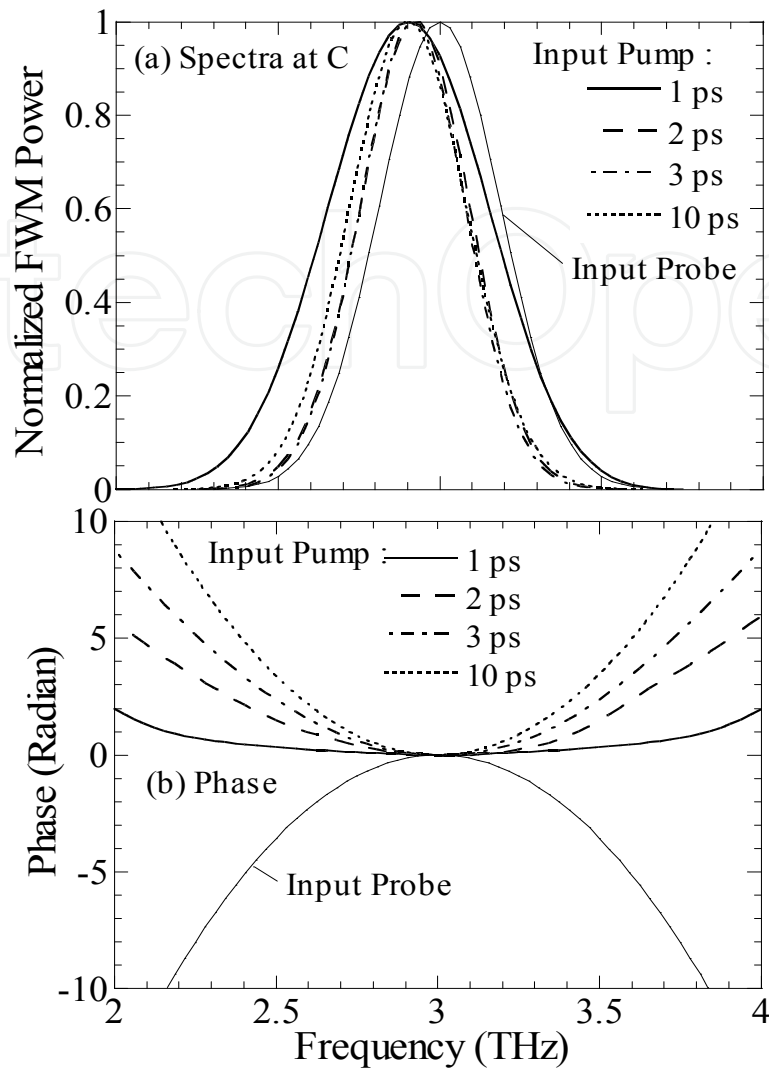 (a) Spectra at C
Input Pump :
1 ps
2 ps
3 ps
10 ps
Input Probe
Normalized FWM Power
1
0.8
0.6
0.4
0.2
0
(b) Phase
Input Pump :
1 ps
2 ps
3 ps
10 ps
Input Probe
Phase (Radian)
10
5
0
-5
-10
2
2.5
3
3.5
4
Frequency (THz)
techOpe